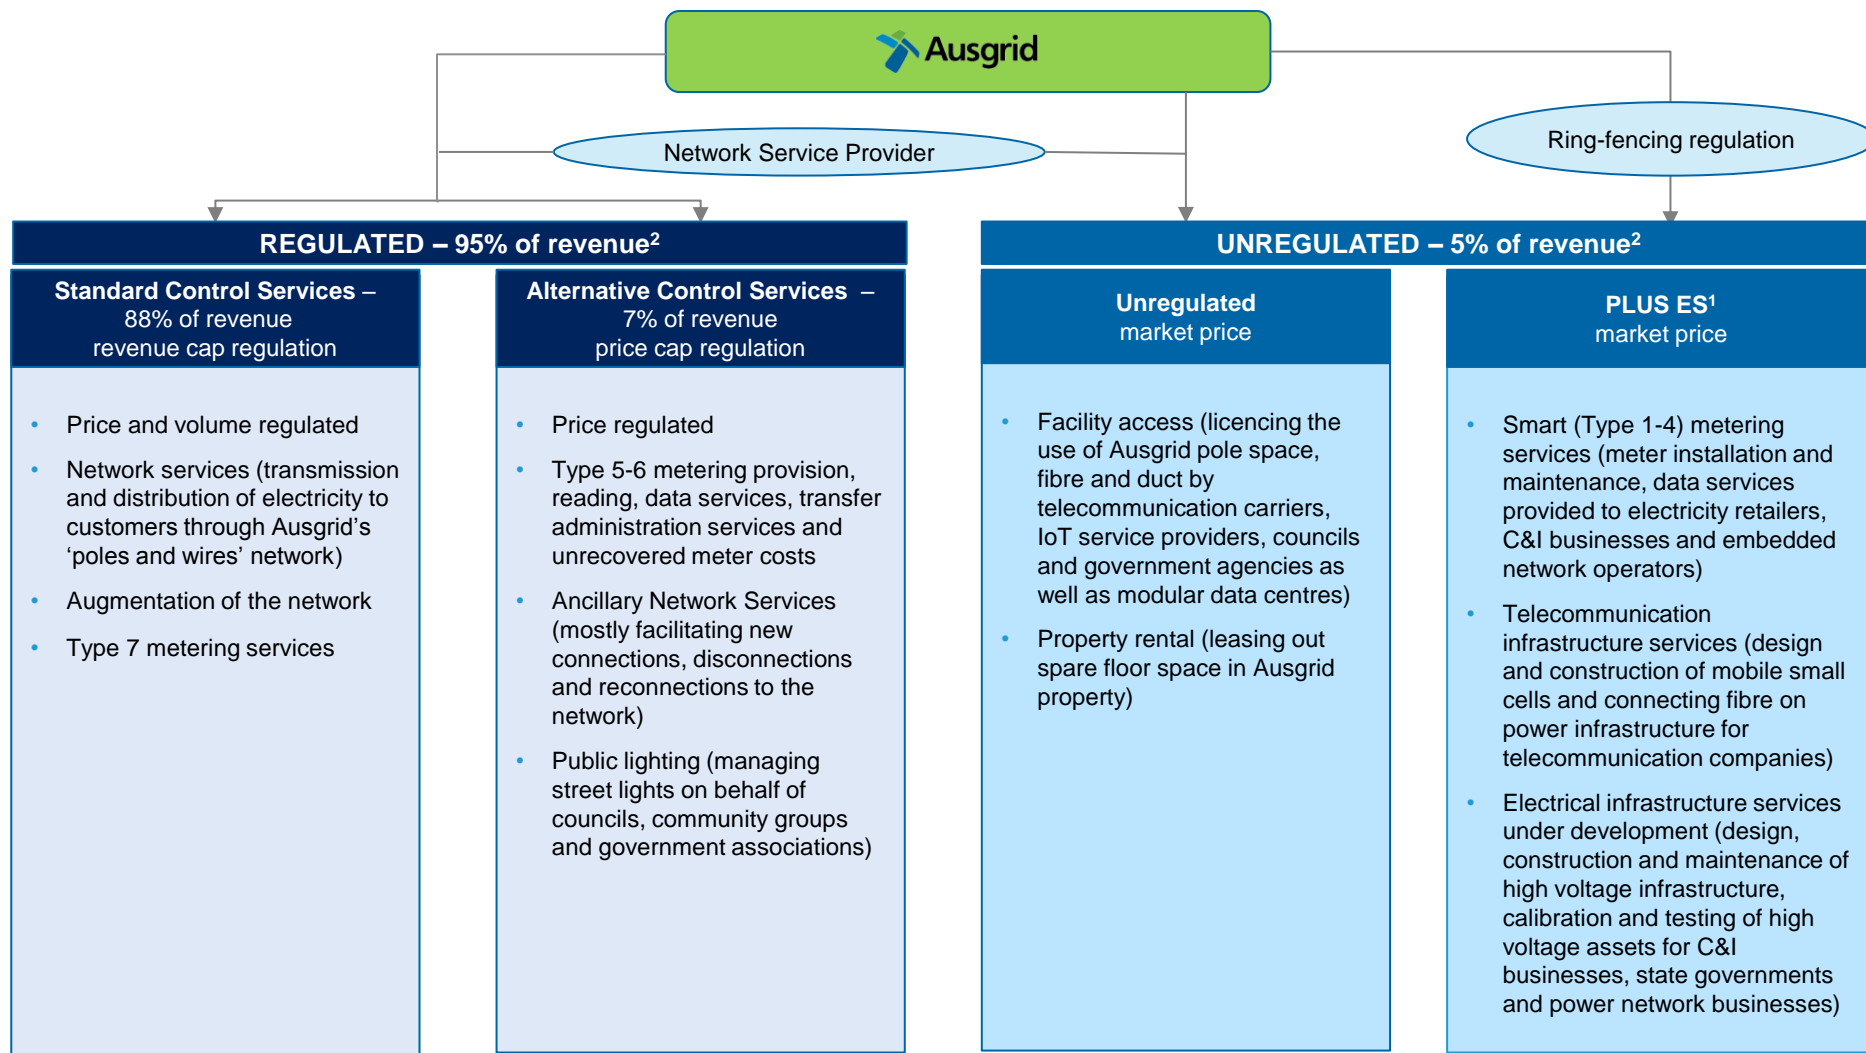 Ausgrid
Network Service Provider
Ring-fencing regulation
REGULATED – 95% of revenue²
Standard Control Services –
88% of revenue
revenue cap regulation
• Price and volume regulated
• Network services (transmission
and distribution of electricity to
customers through Ausgrid’s
‘poles and wires’ network)
• Augmentation of the network
• Type 7 metering services
Alternative Control Services –
7% of revenue
price cap regulation
• Price regulated
• Type 5-6 metering provision,
reading, data services, transfer
administration services and
unrecovered meter costs
• Ancillary Network Services
(mostly facilitating new
connections, disconnections
and reconnections to the
network)
• Public lighting (managing
street lights on behalf of
councils, community groups
and government associations)
UNREGULATED – 5% of revenue²
Unregulated
market price
• Facility access (licencing the
use of Ausgrid pole space,
fibre and duct by
telecommunication carriers,
IoT service providers, councils
and government agencies as
well as modular data centres)
• Property rental (leasing out
spare floor space in Ausgrid
property)
PLUS ES¹
market price
• Smart (Type 1-4) metering
services (meter installation and
maintenance, data services
provided to electricity retailers,
C&I businesses and embedded
network operators)
• Telecommunication
infrastructure services (design
and construction of mobile small
cells and connecting fibre on
power infrastructure for
telecommunication companies)
• Electrical infrastructure services
under development (design,
construction and maintenance of
high voltage infrastructure,
calibration and testing of high
voltage assets for C&I
businesses, state governments
and power network businesses)